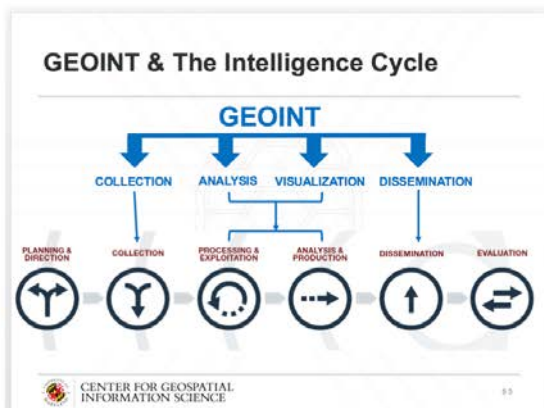 GEOINT & The Intelligence Cycle
GEOINT
COLLECTION ANALYSIS VISUALIZATION DISSEMINATION
PLANNING &
DIRECTION
COLLECTION
PROCESSING &
EXPLOITATION
ANALYSIS &
PRODUCTION
DISSEMINATION
EVALUATION
CENTER FOR GEOSPATIAL
INFORMATION SCIENCE